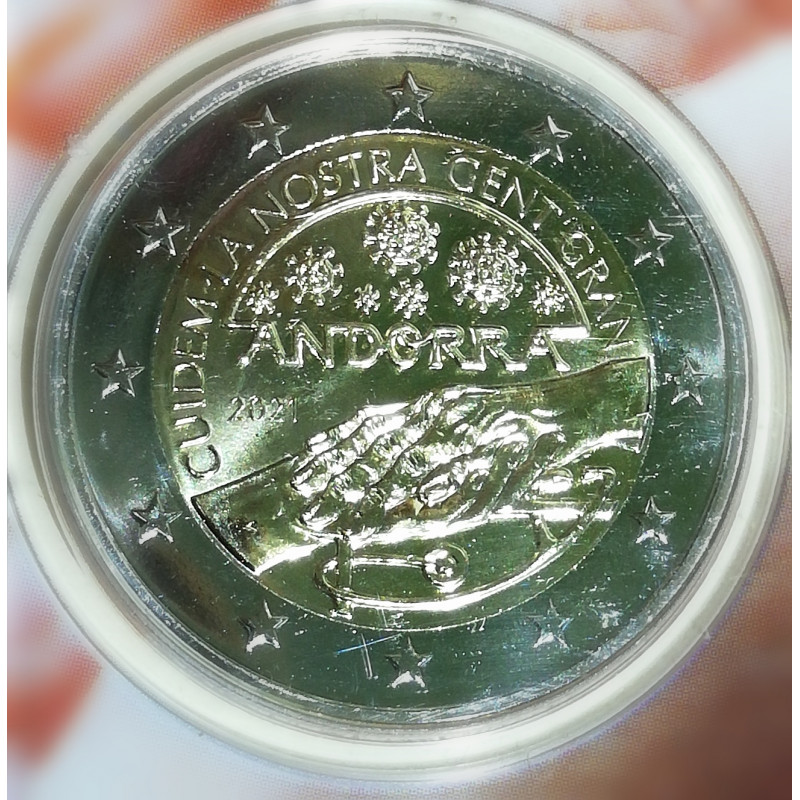 CUIDEM LA NOSTRA GENT GRAN
ANDORRA
2021